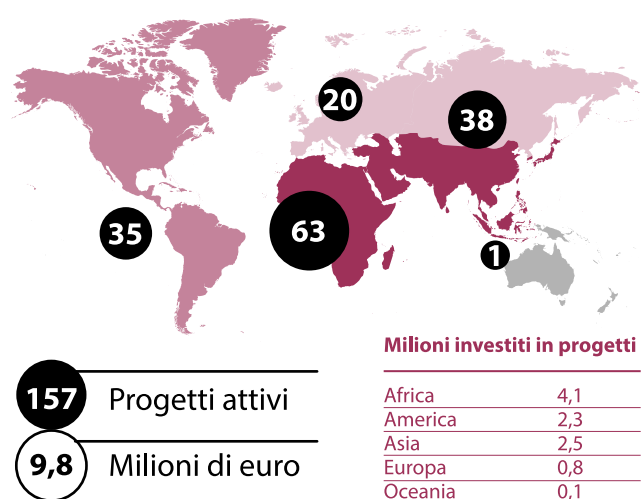 20
38
35
63
1
Milioni investiti in progetti
157 Progetti attivi
9,8 Milioni di euro
Africa 4,1
America 2,3
Asia 2,5
Europa 0,8
Oceania 0,1